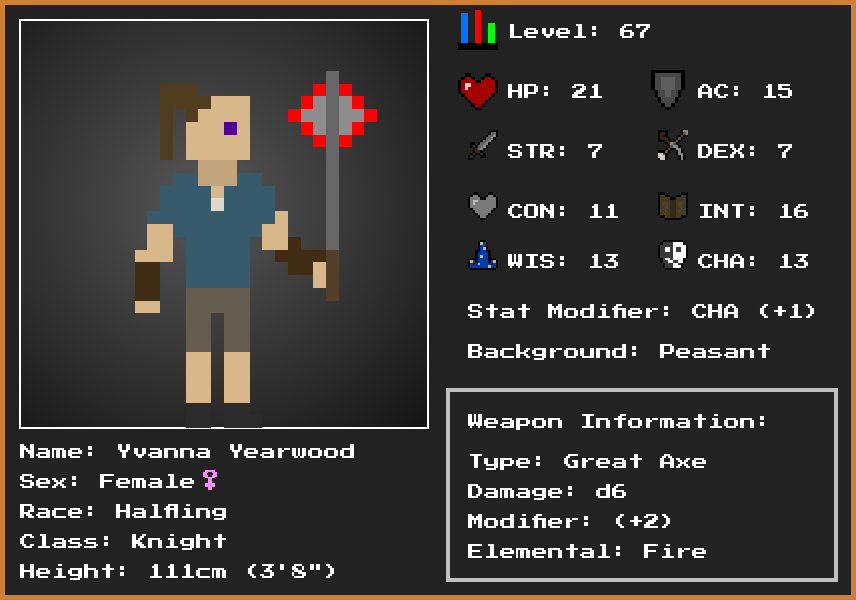 Level: 67
HP: 21
AC: 15
STR: 7
DEX: 7
CON: 11
INT: 16
WIS: 13
CHA: 13
Stat Modifier: CHA (+1)
Background: Peasant
Weapon Information:
Type: Great Axe
Damage: d6
Modifier: (+2)
Elemental: Fire
Name: Yvanna Yearwood
Sex: Female♀
Race: Halfling
Class: Knight
Height: 111cm (3'8")